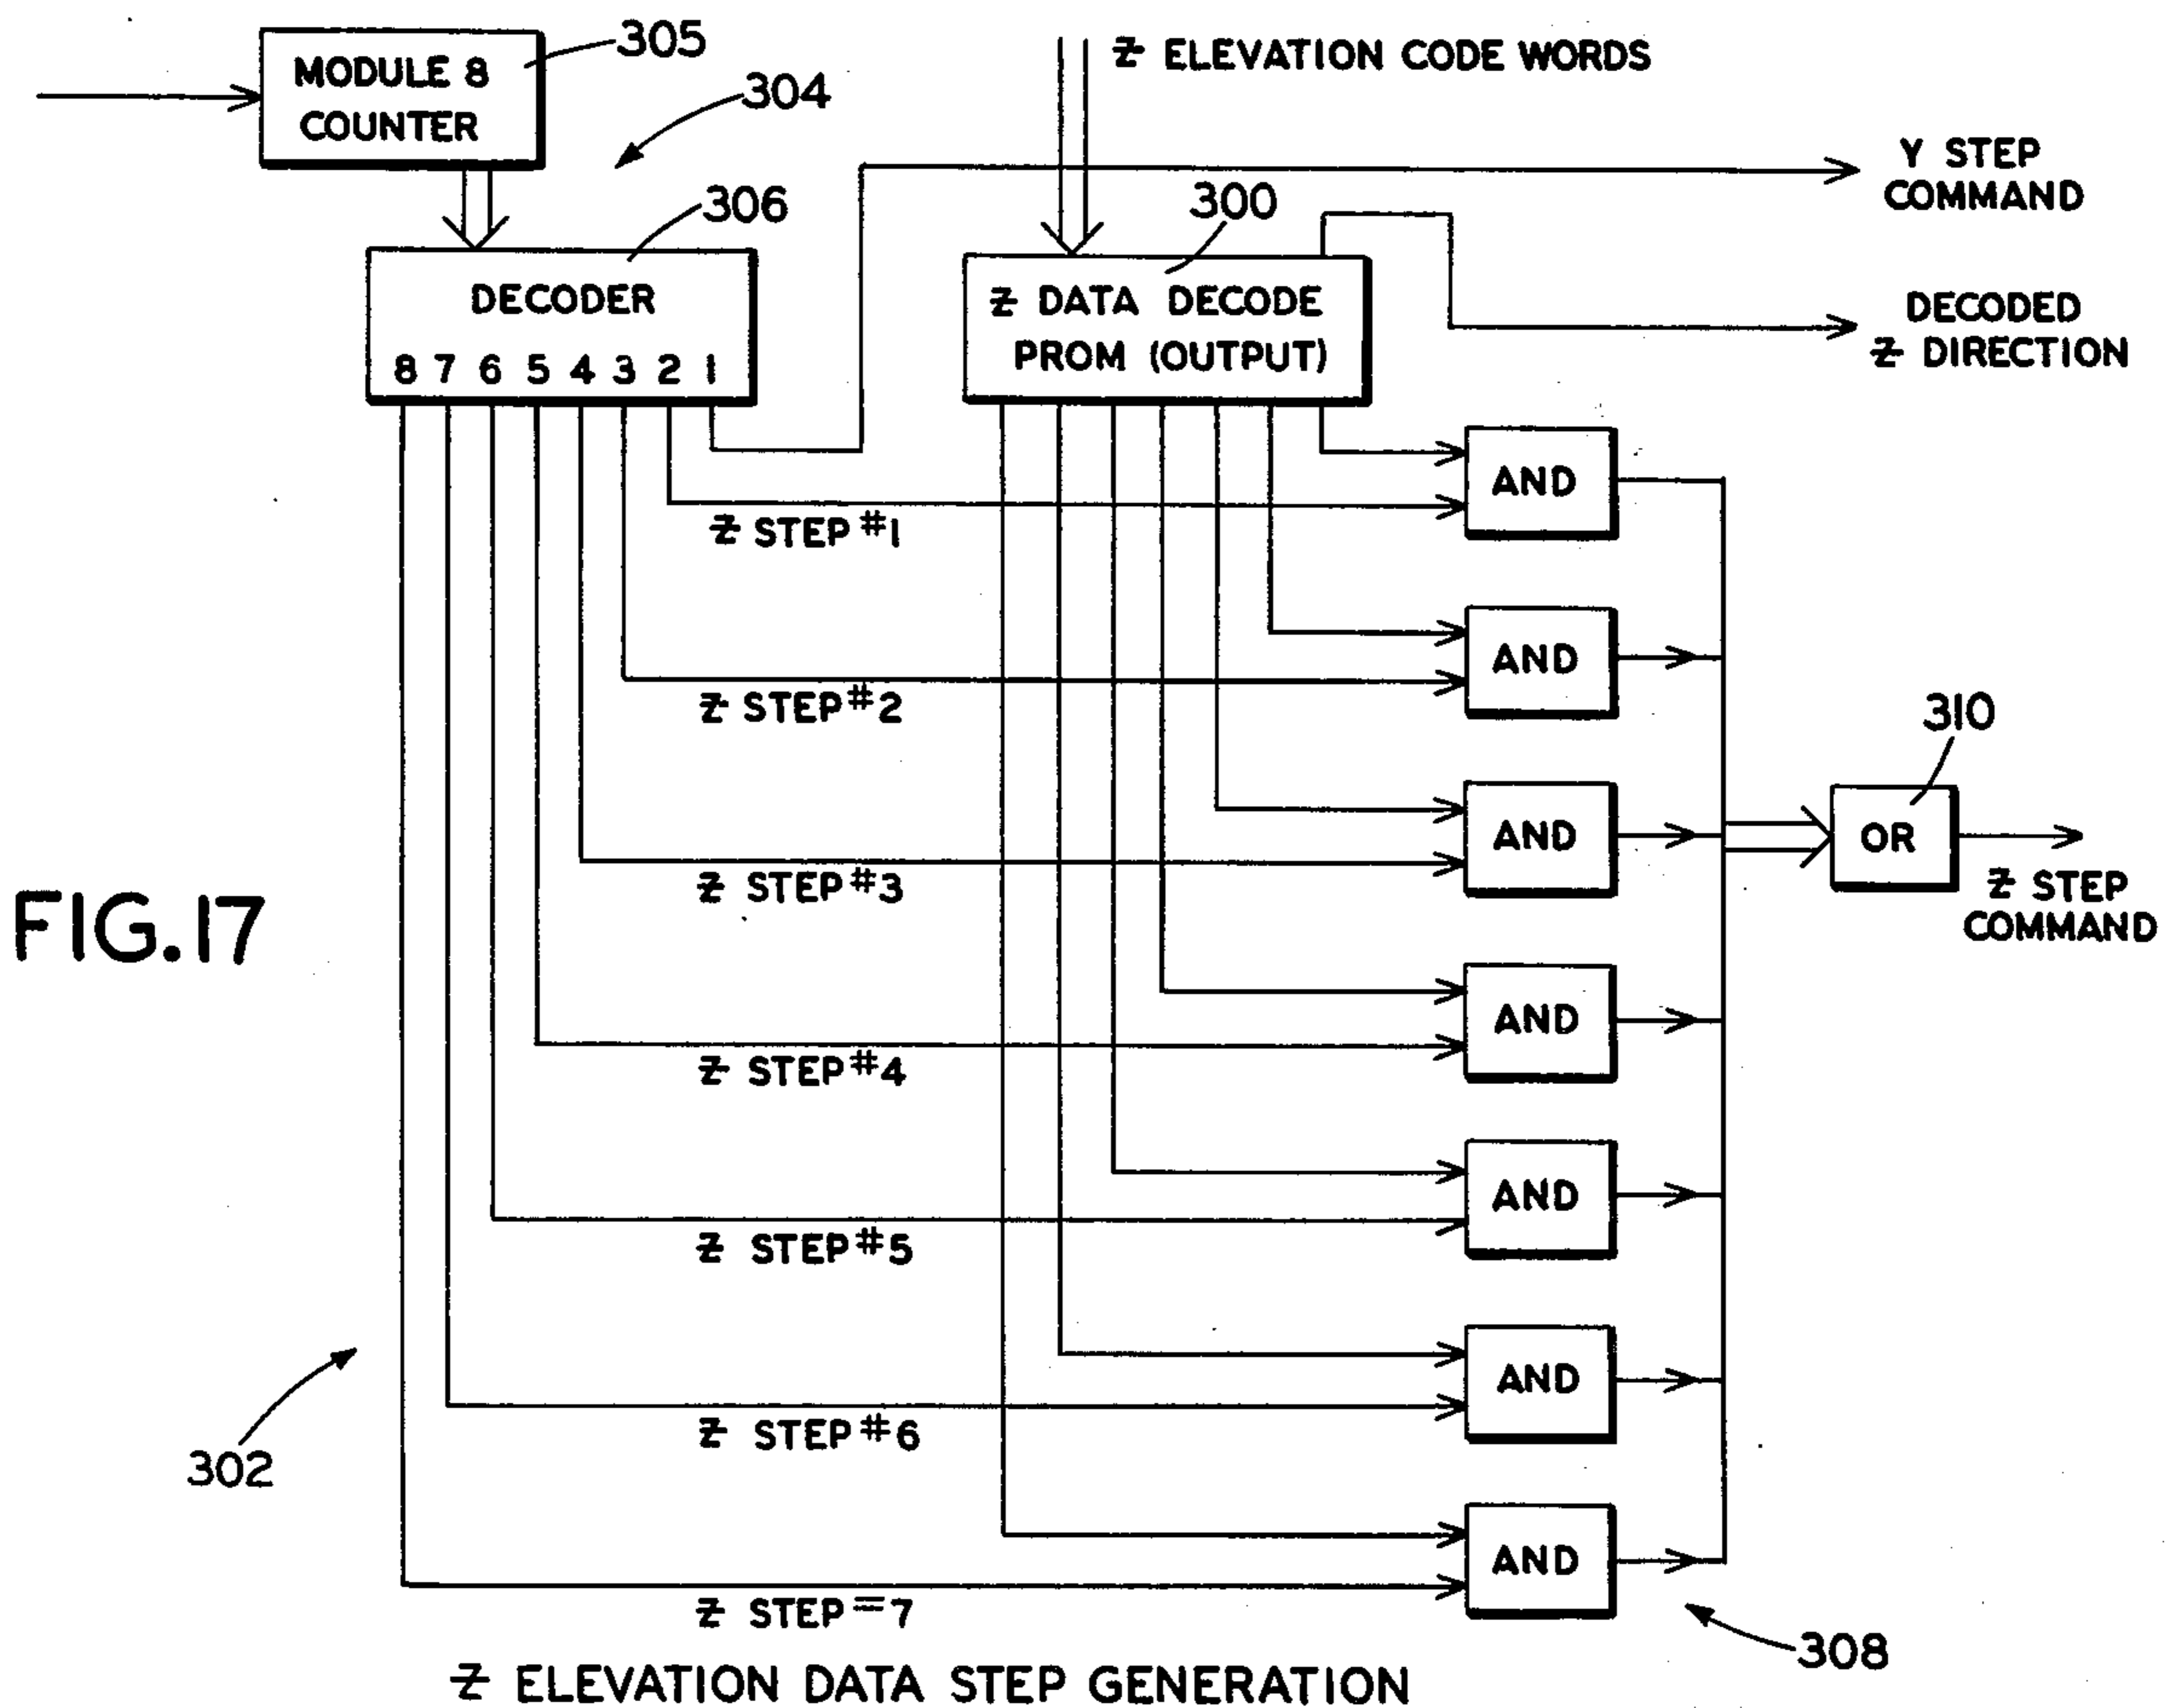 MODULE 8
COUNTER
305
304
Ƶ ELEVATION CODE WORDS
Y STEP
COMMAND
306
300
DECODER
8 7 6 5 4 3 2 1
Ƶ DATA DECODE
PROM (OUTPUT)
DECODED
Ƶ DIRECTION
AND
Ƶ STEP #1
AND
Ƶ STEP #2
310
AND
OR
Ƶ STEP #3
Ƶ STEP
COMMAND
FIG.17
AND
Ƶ STEP #4
AND
Ƶ STEP #5
AND
Ƶ STEP #6
302
AND
Ƶ STEP =7
308
Ƶ ELEVATION DATA STEP GENERATION